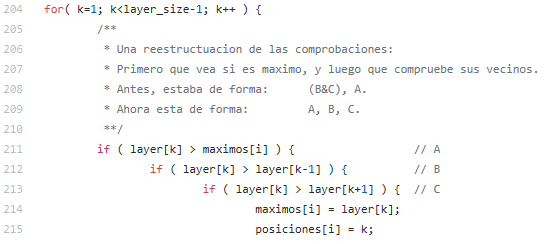 204 for( k=1; k<layer_size-1; k++ ) {
205 /**
206 * Una reestructuacion de las comprobaciones:
207 * Primero que vea si es maximo, y luego que compruebe sus vecinos.
208 * Antes, estaba de forma: (B&C), A.
209 * Ahora esta de forma: A, B, C.
210 **/
211 if ( layer[k] > maximos[i] ) { // A
212 if ( layer[k] > layer[k-1] ) { // B
213 if ( layer[k] > layer[k+1] ) { // C
214 maximos[i] = layer[k];
215 posiciones[i] = k;